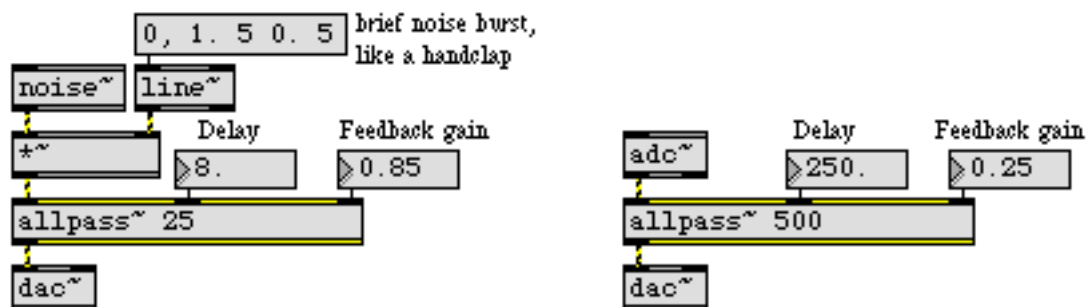 0, 1. 5 0. 5
brief noise burst,
like a handclap
noise~
line~
*~
Delay
8.
Feedback gain
0.85
allpass~ 25
dac~
adc~
Delay
250.
Feedback gain
0.25
allpass~ 500
dac~